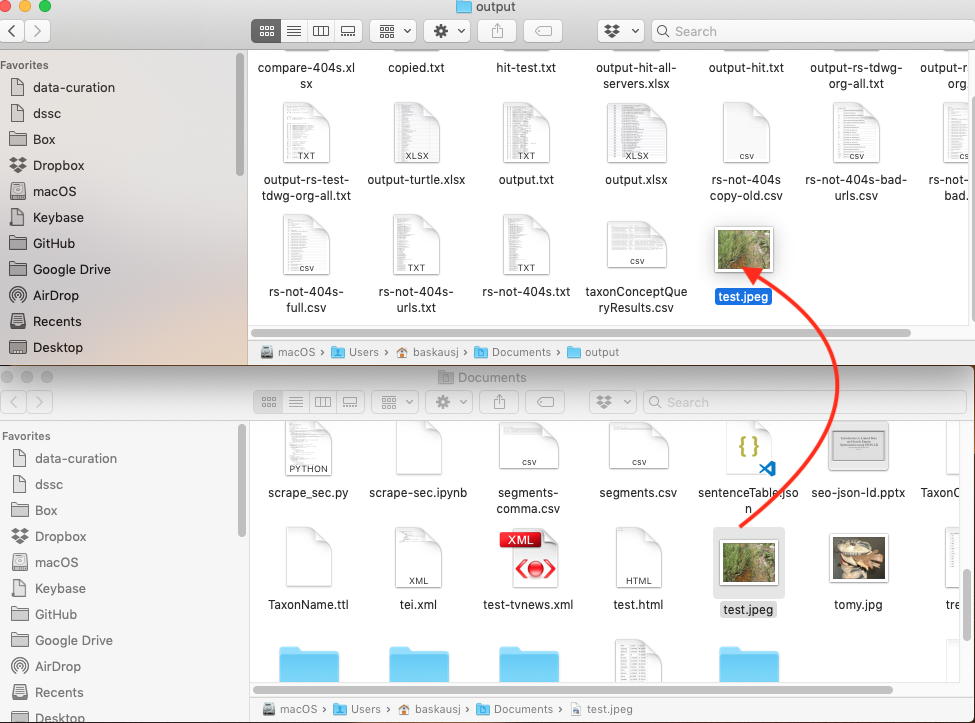 output
Search
Favorites
data-curation
dssc
Box
Dropbox
macOS
Keybase
GitHub
Google Drive
AirDrop
Recents
Desktop
compare-404s.xl
sx
copied.txt
hit-test.txt
output-hit-all-
servers.xlsx
output-hit.txt
output-rs-tdwg-
org-all.txt
output-r
org.
TXT
XLSX
TXT
XLSX
csv
csv
cs
output-rs-test-
tdwg-org-all.txt
output-turtle.xlsx
output.txt
output.xlsx
rs-not-404s
copy-old.csv
rs-not-404s-bad-
urls.csv
rs-not-
bad.
csv
TXT
TXT
csv
rs-not-404s-
full.csv
rs-not-404s-
urls.txt
rs-not-404s.txt
taxonConceptQue
ryResults.csv
test.jpeg
macOS › Users › baskausj › Documents › output
Documents
Search
Favorites
data-curation
dssc
Box
Dropbox
macOS
Keybase
GitHub
Google Drive
AirDrop
Recents
Desktop
PYTHON
csv
csv
{ }
scrape_sec.py
scrape-sec.ipynb
segments-
comma.csv
segments.csv
sentenceTable.jso
n
seo-json-ld.pptx
TaxonC
XML
XML
HTML
TaxonName.ttl
tei.xml
test-tvnews.xml
test.html
test.jpeg
tomy.jpg
tre
macOS › Users › baskausj › Documents › test.jpeg